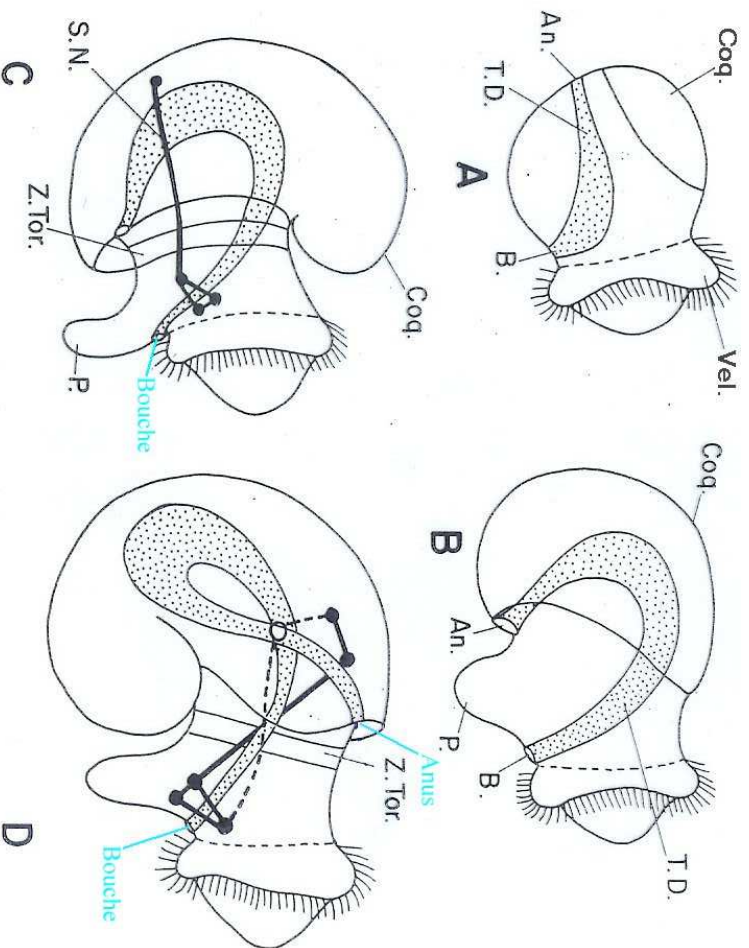 Coq.
An.
T.D.
B.
Vel.
A
Coq.
An.
P.
B.
T.D.
B
S.N.
Z.Tor.
Coq.
P.
Bouche
C
Anus
Z.Tor.
Bouche
D